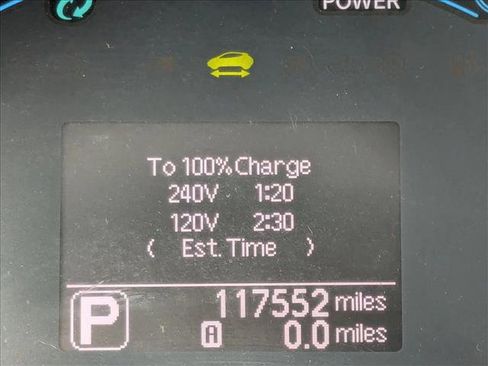 POWER
To 100% Charge
240V 1:20
120V 2:30
( Est. Time )
P 117552 miles
A 0.0 miles